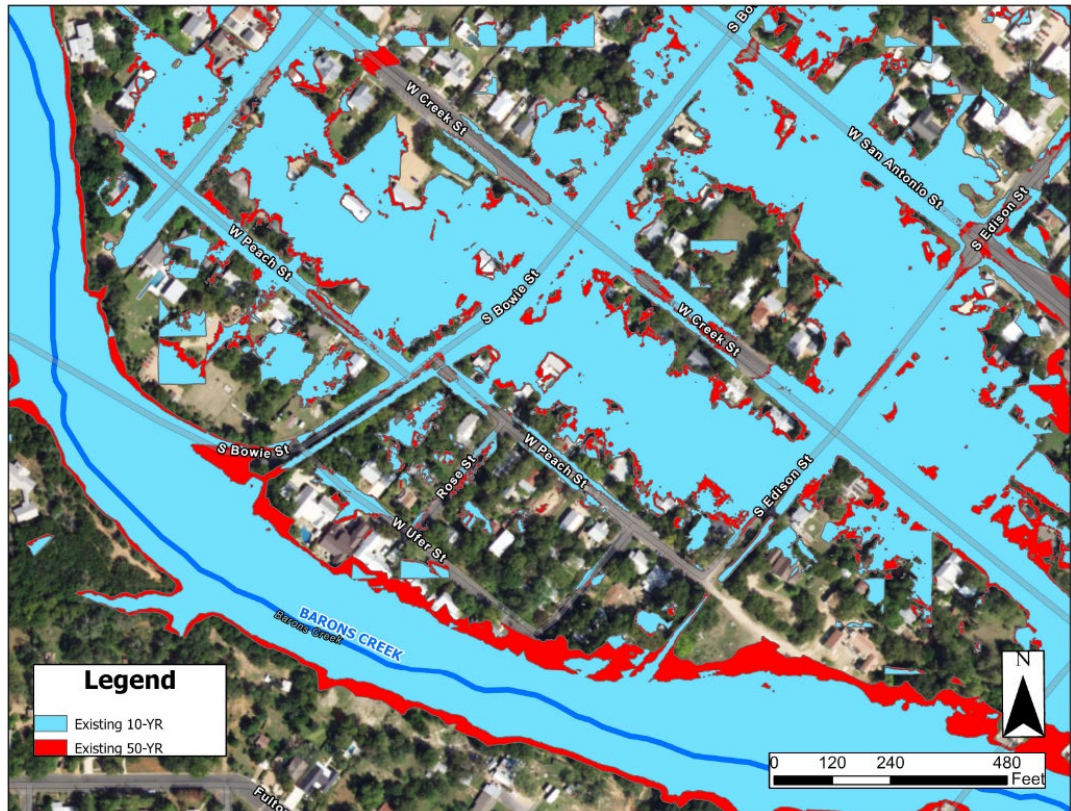 S Bo
W Creek St
W San Antonio St
S Edison St
W Peach St
S Bowie St
W Creek St
S Bowie St
Rose St
W Peach St
S Edison St
W Ufer St
BARONS CREEK
Barons Creek
Legend
Existing 10-YR
Existing 50-YR
N
0 120 240 480
Feet
Fulto